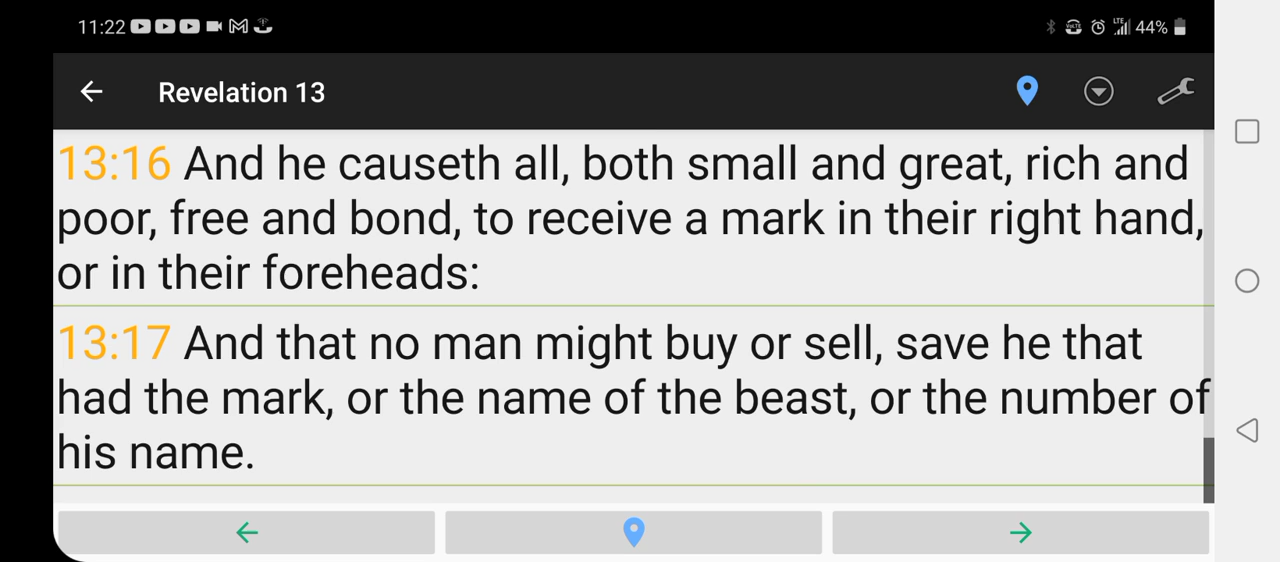 11:22
LTE 44%
Revelation 13
13:16 And he causeth all, both small and great, rich and
poor, free and bond, to receive a mark in their right hand,
or in their foreheads:
13:17 And that no man might buy or sell, save he that
had the mark, or the name of the beast, or the number of
his name.